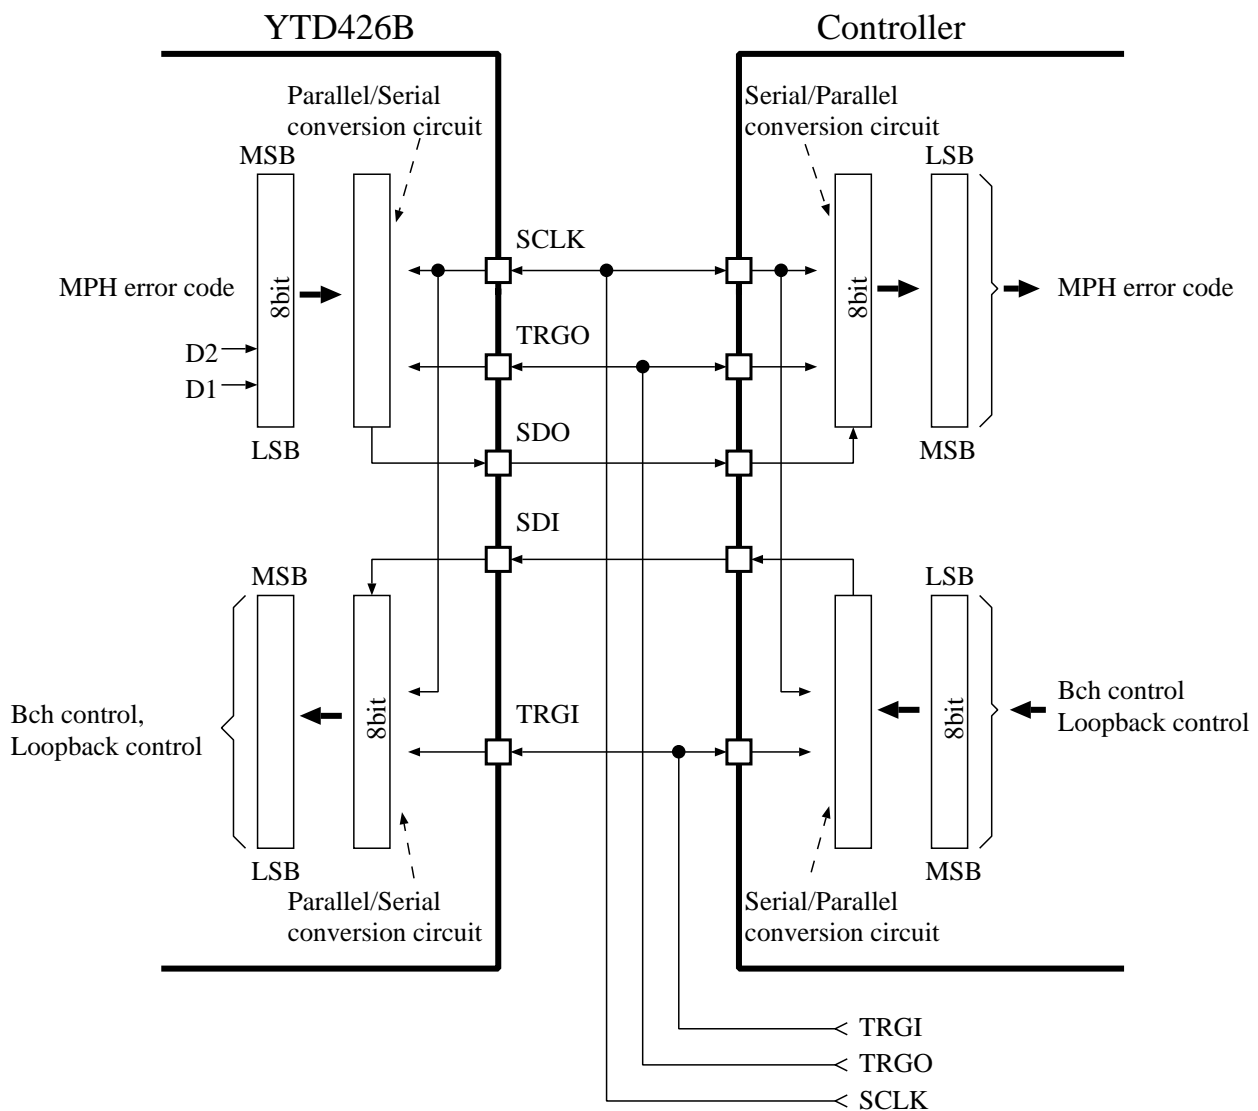 YTD426B
Controller
Parallel/Serial
conversion circuit
Serial/Parallel
conversion circuit
MSB
LSB
SCLK
MPH error code
8bit
8bit
MPH error code
TRGO
D2
D1
LSB
SDO
MSB
SDI
MSB
LSB
Bch control,
Loopback control
8bit
TRGI
8bit
Bch control
Loopback control
LSB
MSB
Parallel/Serial
conversion circuit
Serial/Parallel
conversion circuit
TRGI
TRGO
SCLK